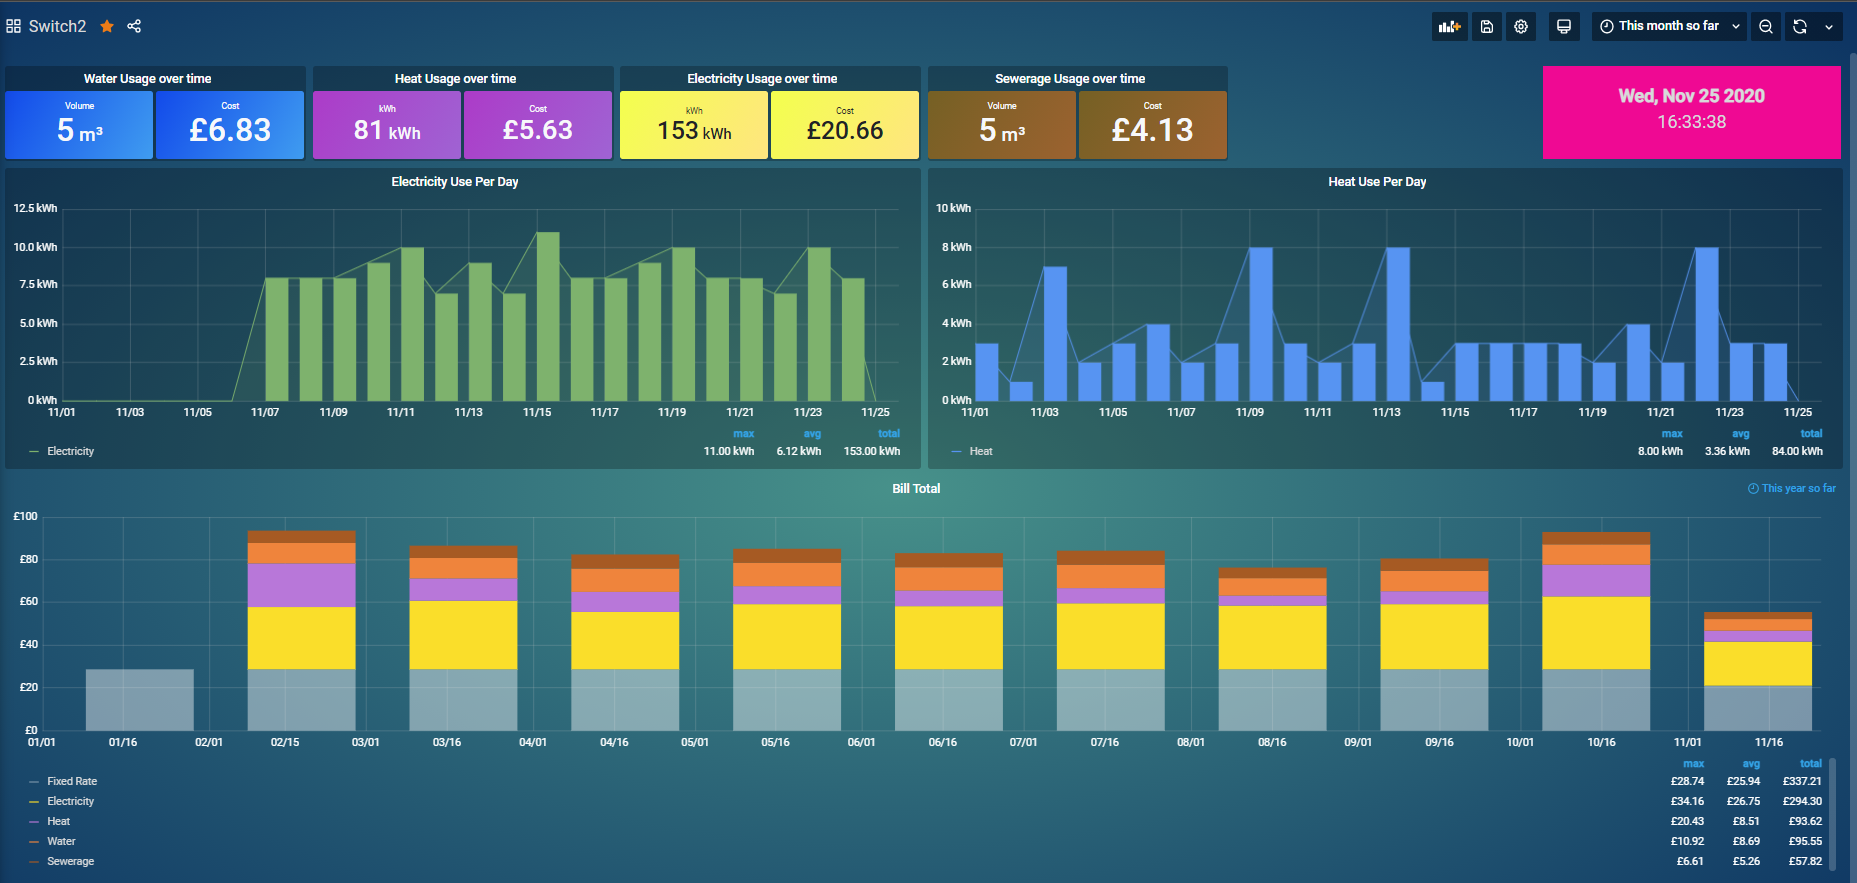 Switch2
This month so far
Water Usage over time
Heat Usage over time
Electricity Usage over time
Sewerage Usage over time
Volume
5 m³
Cost
£6.83
kWh
81 kWh
Cost
£5.63
kWh
153 kWh
Cost
£20.66
Volume
5 m³
Cost
£4.13
Wed, Nov 25 2020
16:33:38
Electricity Use Per Day
12.5 kWh
10.0 kWh
7.5 kWh
5.0 kWh
2.5 kWh
0 kWh
11/01 11/03 11/05 11/07 11/09 11/11 11/13 11/15 11/17 11/19 11/21 11/23 11/25
max avg total
Electricity 11.00 kWh 6.12 kWh 153.00 kWh
Heat Use Per Day
10 kWh
8 kWh
6 kWh
4 kWh
2 kWh
0 kWh
11/01 11/03 11/05 11/07 11/09 11/11 11/13 11/15 11/17 11/19 11/21 11/23 11/25
max avg total
Heat 8.00 kWh 3.36 kWh 84.00 kWh
Bill Total
This year so far
£100
£80
£60
£40
£20
£0
01/01 01/16 02/01 02/15 03/01 03/16 04/01 04/16 05/01 05/16 06/01 06/16 07/01 07/16 08/01 08/16 09/01 09/16 10/01 10/16 11/01 11/16
max avg total
Fixed Rate £28.74 £25.94 £337.21
Electricity £34.16 £26.75 £294.30
Heat £20.43 £8.51 £93.62
Water £10.92 £8.69 £95.55
Sewerage £6.61 £5.26 £57.82